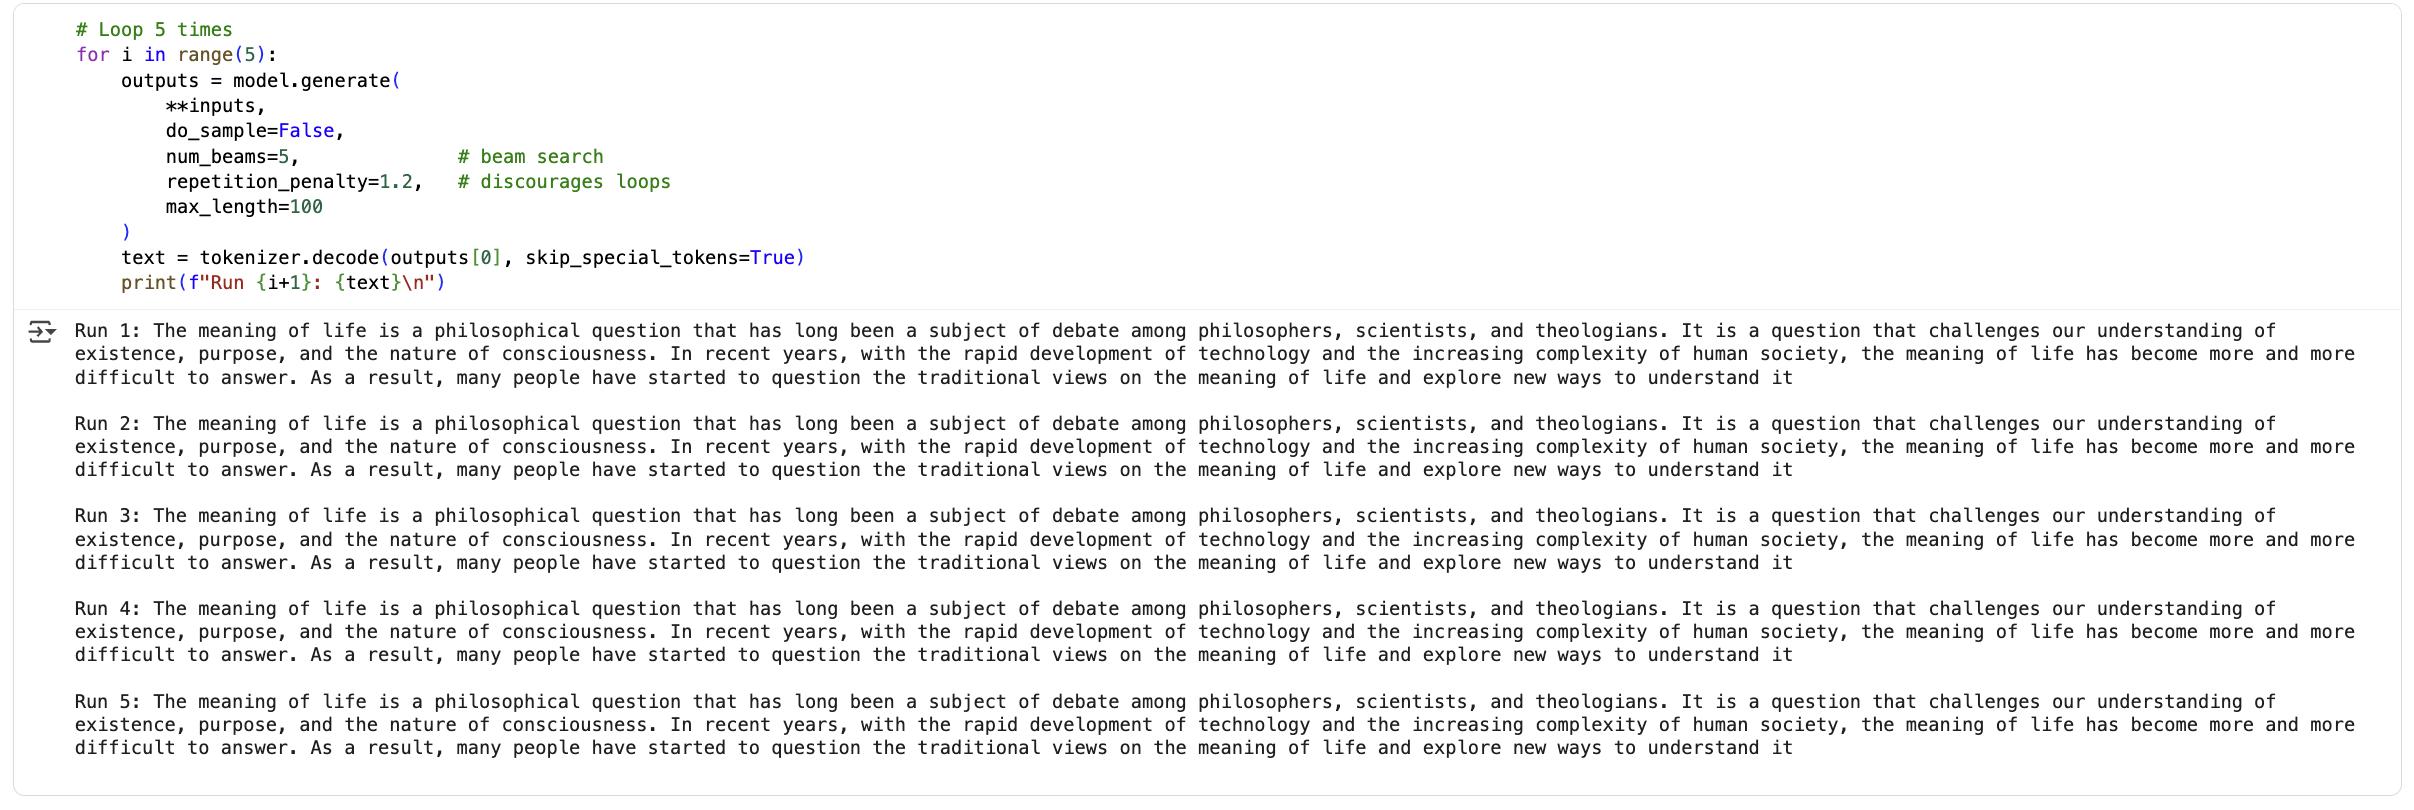 # Loop 5 times
for i in range(5):
    outputs = model.generate(
        **inputs,
        do_sample=False,
        num_beams=5,              # beam search
        repetition_penalty=1.2,   # discourages loops
        max_length=100
    )
    text = tokenizer.decode(outputs[0], skip_special_tokens=True)
    print(f"Run {i+1}: {text}\n")
Run 1: The meaning of life is a philosophical question that has long been a subject of debate among philosophers, scientists, and theologians. It is a question that challenges our understanding of
existence, purpose, and the nature of consciousness. In recent years, with the rapid development of technology and the increasing complexity of human society, the meaning of life has become more and more
difficult to answer. As a result, many people have started to question the traditional views on the meaning of life and explore new ways to understand it
Run 2: The meaning of life is a philosophical question that has long been a subject of debate among philosophers, scientists, and theologians. It is a question that challenges our understanding of
existence, purpose, and the nature of consciousness. In recent years, with the rapid development of technology and the increasing complexity of human society, the meaning of life has become more and more
difficult to answer. As a result, many people have started to question the traditional views on the meaning of life and explore new ways to understand it
Run 3: The meaning of life is a philosophical question that has long been a subject of debate among philosophers, scientists, and theologians. It is a question that challenges our understanding of
existence, purpose, and the nature of consciousness. In recent years, with the rapid development of technology and the increasing complexity of human society, the meaning of life has become more and more
difficult to answer. As a result, many people have started to question the traditional views on the meaning of life and explore new ways to understand it
Run 4: The meaning of life is a philosophical question that has long been a subject of debate among philosophers, scientists, and theologians. It is a question that challenges our understanding of
existence, purpose, and the nature of consciousness. In recent years, with the rapid development of technology and the increasing complexity of human society, the meaning of life has become more and more
difficult to answer. As a result, many people have started to question the traditional views on the meaning of life and explore new ways to understand it
Run 5: The meaning of life is a philosophical question that has long been a subject of debate among philosophers, scientists, and theologians. It is a question that challenges our understanding of
existence, purpose, and the nature of consciousness. In recent years, with the rapid development of technology and the increasing complexity of human society, the meaning of life has become more and more
difficult to answer. As a result, many people have started to question the traditional views on the meaning of life and explore new ways to understand it